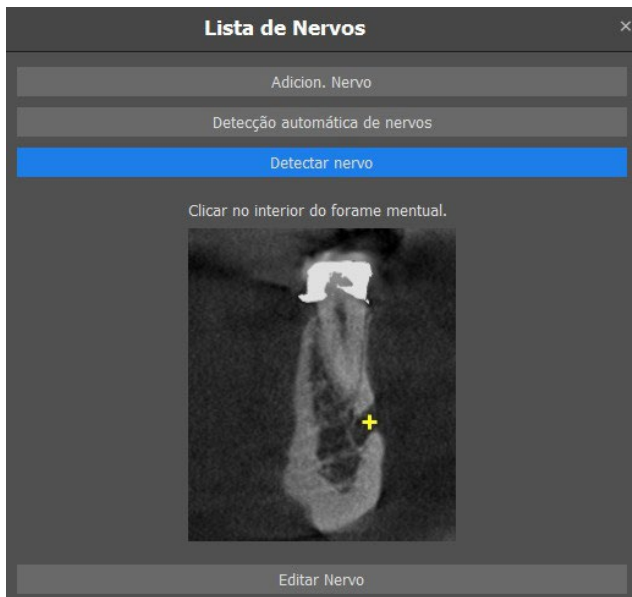 Lista de Nervos
Adicion. Nervo
Detecção automática de nervos
Detectar nervo
Clicar no interior do forame mentual.
Editar Nervo